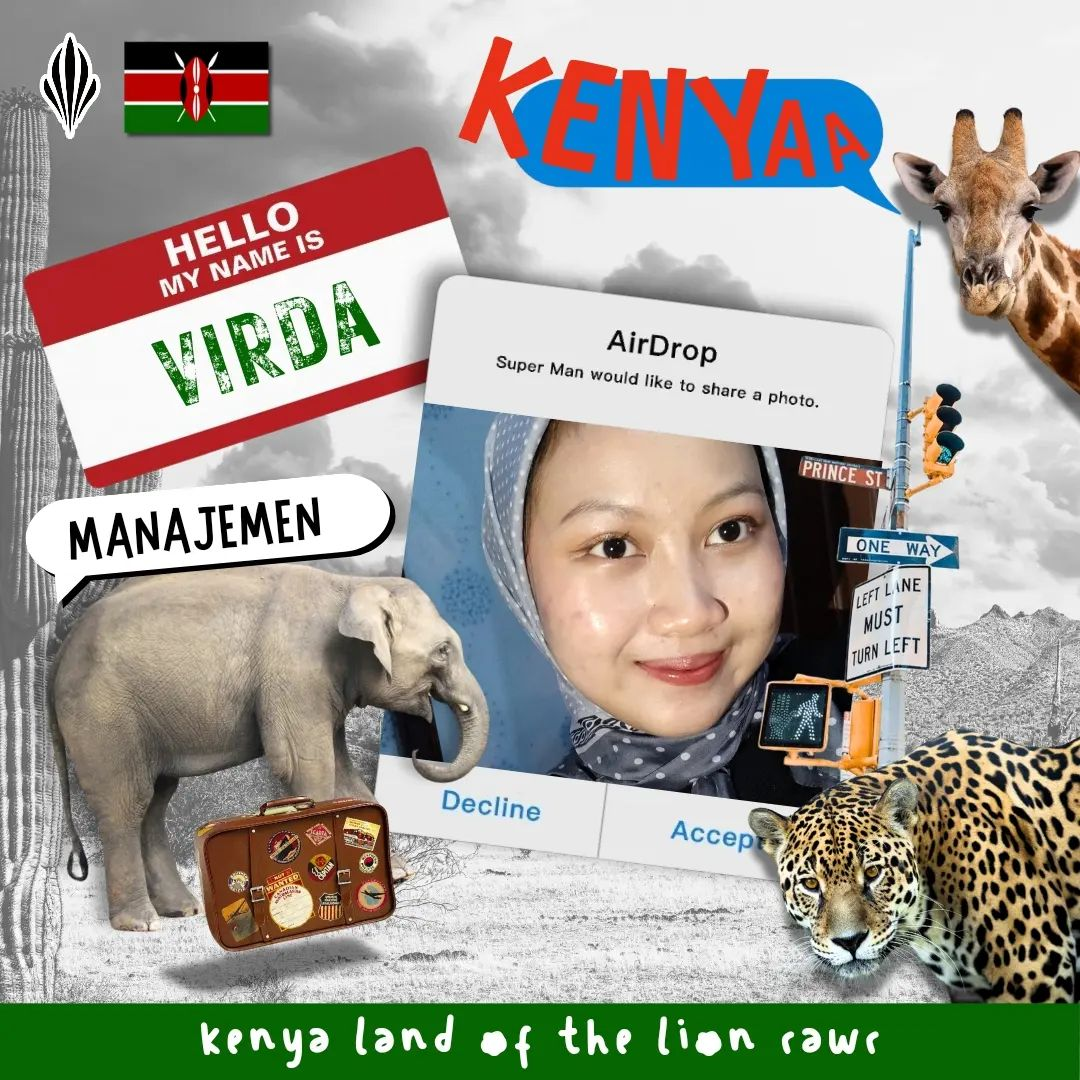 KENYAA
HELLO
MY NAME IS
VIRDA
AirDrop
Super Man would like to share a photo.
PRINCE ST
MANAJEMEN
ONE WAY
LEFT LANE
MUST
TURN LEFT
Decline
Accep
WANTED
kenya land of the lion rawr